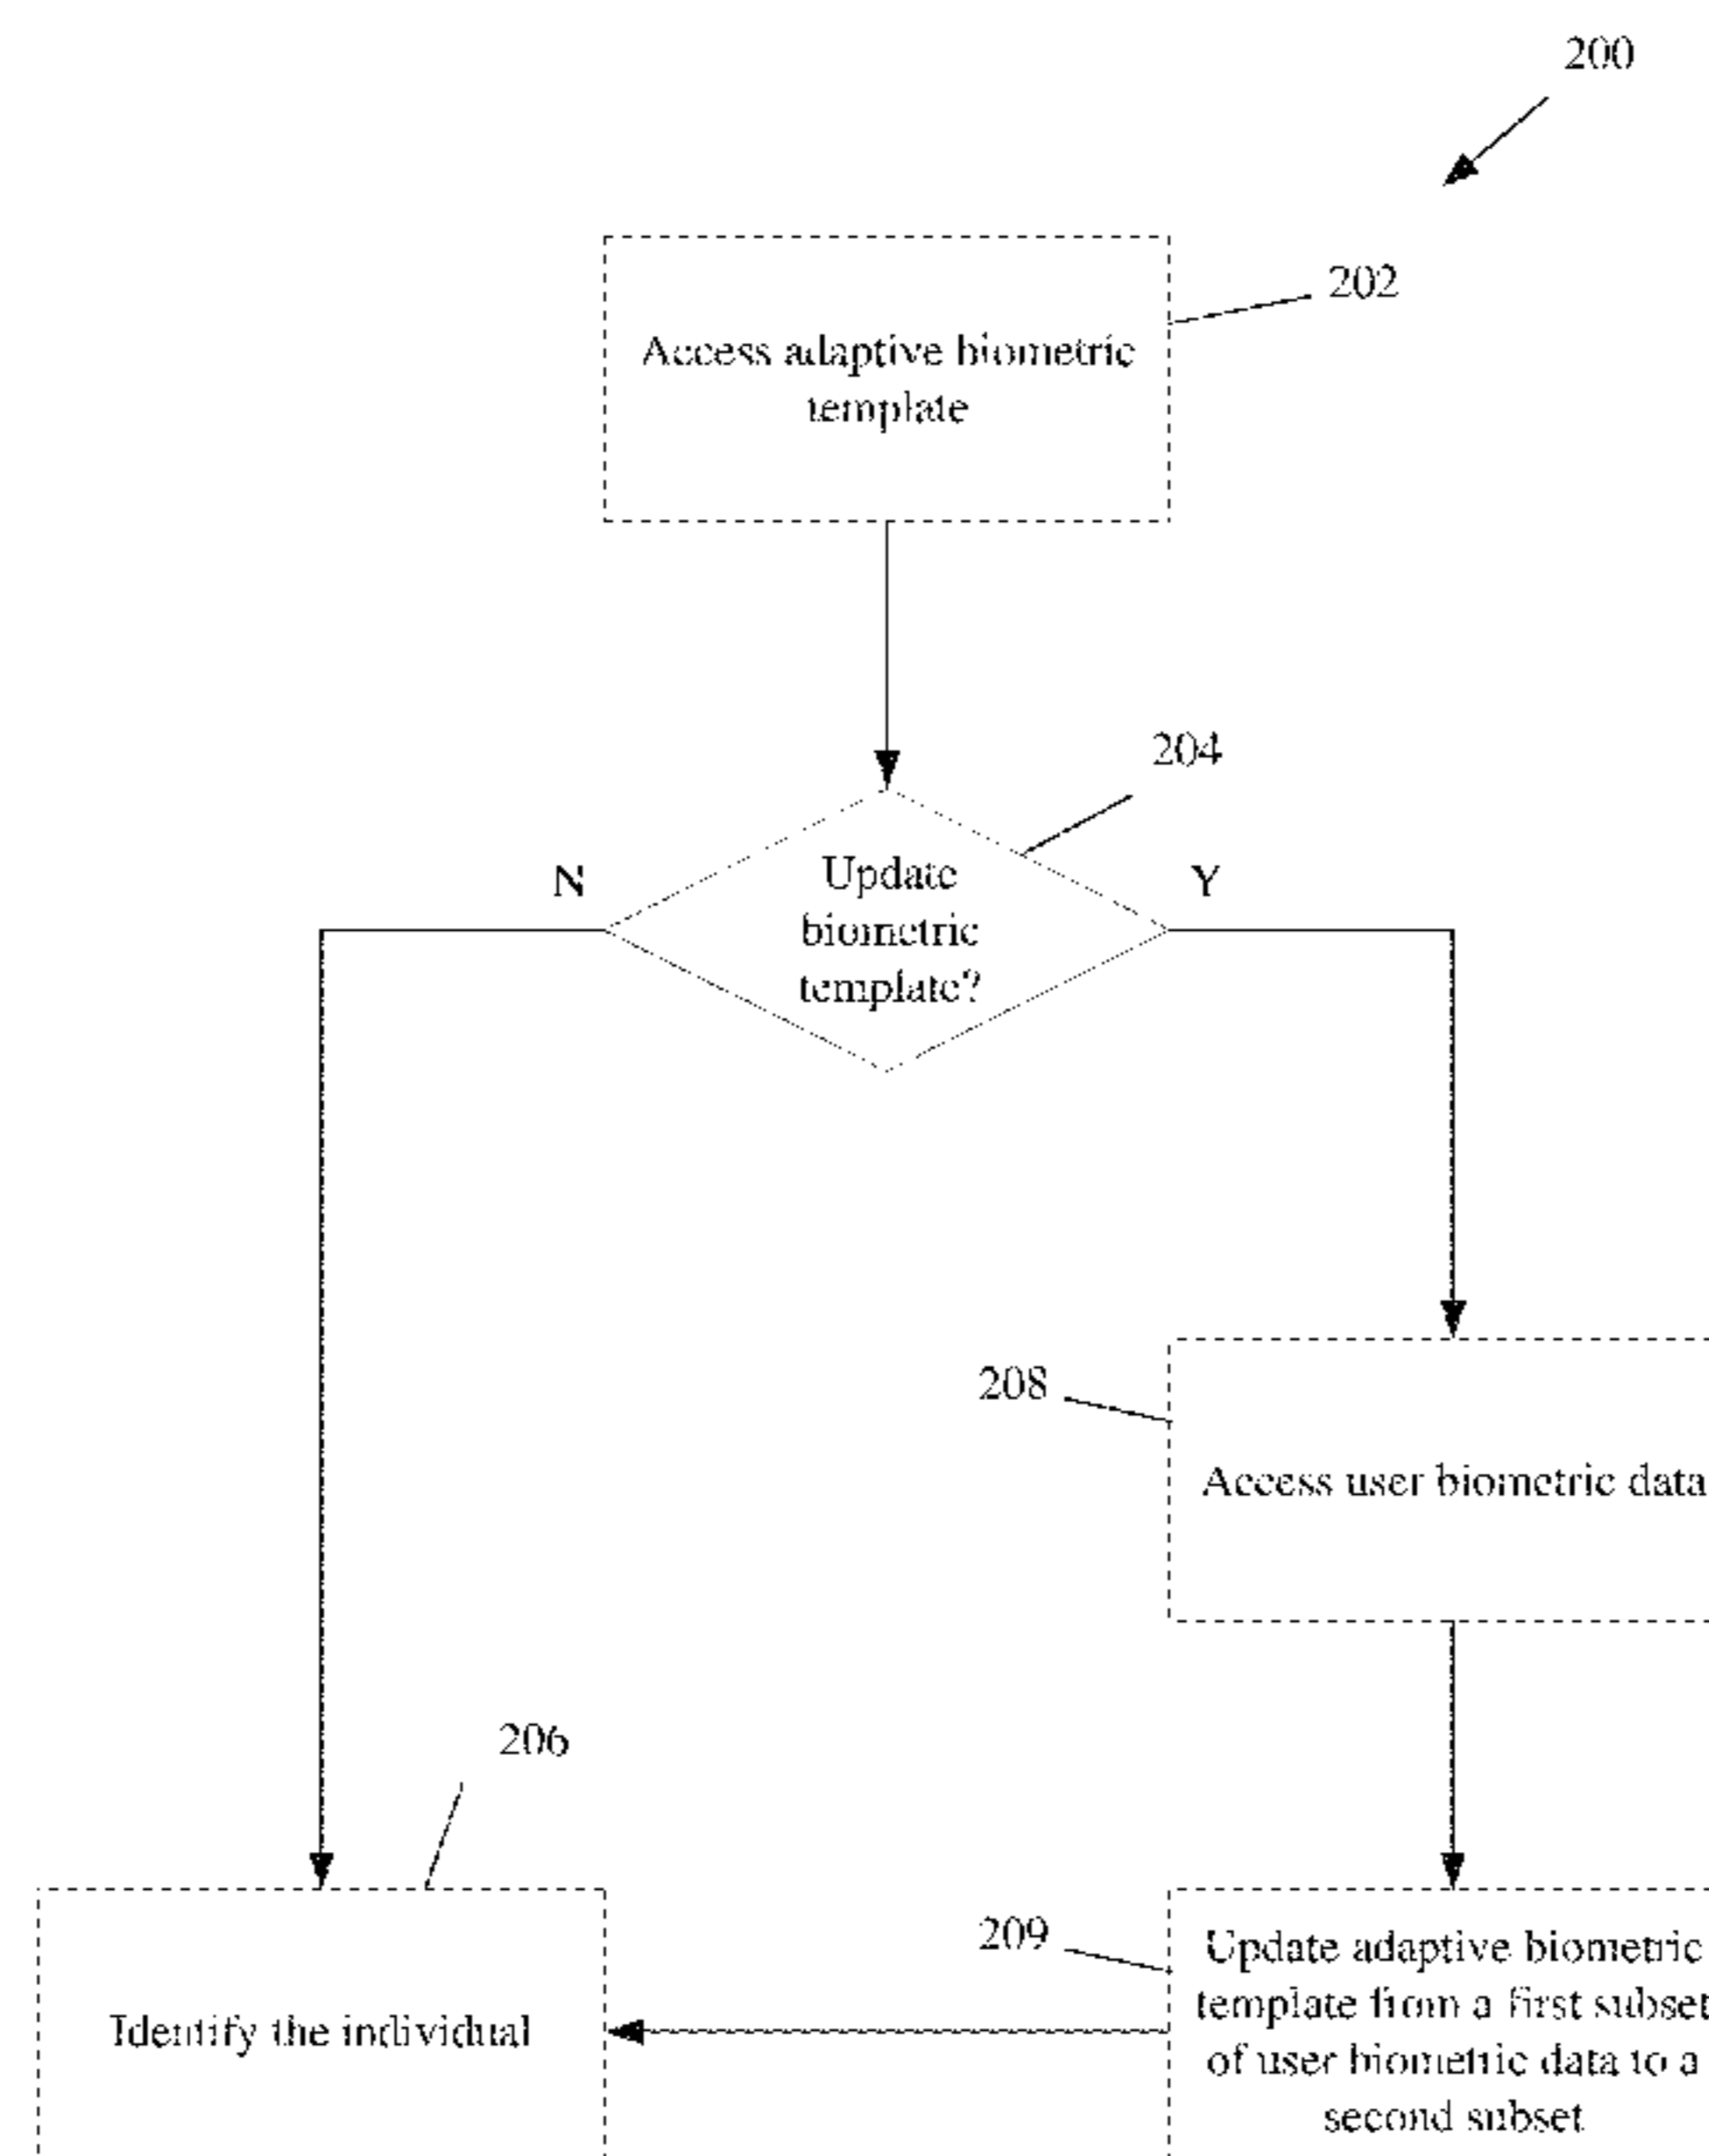 200
202
Access adaptive biometric
template
204
N
Y
Update
biometric
template?
208
Access user biometric data
206
209
Identify the individual
Update adaptive biometric
template from a first subset
of user biometric data to a
second subset